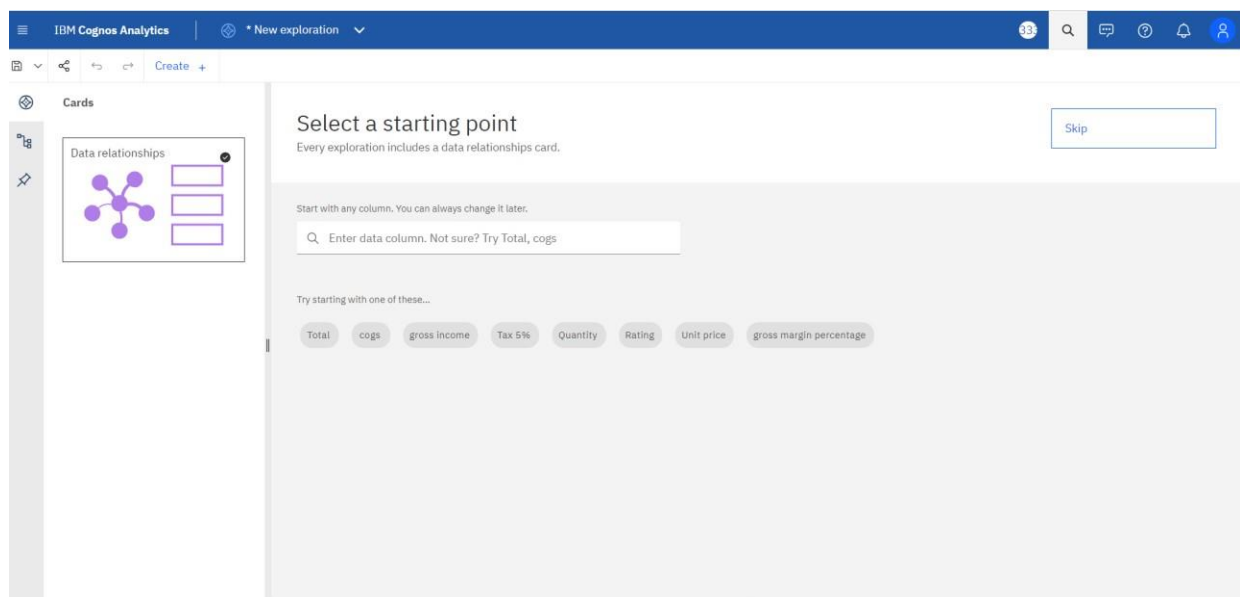 IBM Cognos Analytics
* New exploration
Create +
Cards
Data relationships
Select a starting point
Every exploration includes a data relationships card.
Skip
Start with any column. You can always change it later.
Enter data column. Not sure? Try Total, cogs
Try starting with one of these...
Total cogs gross income Tax 5% Quantity Rating Unit price gross margin percentage